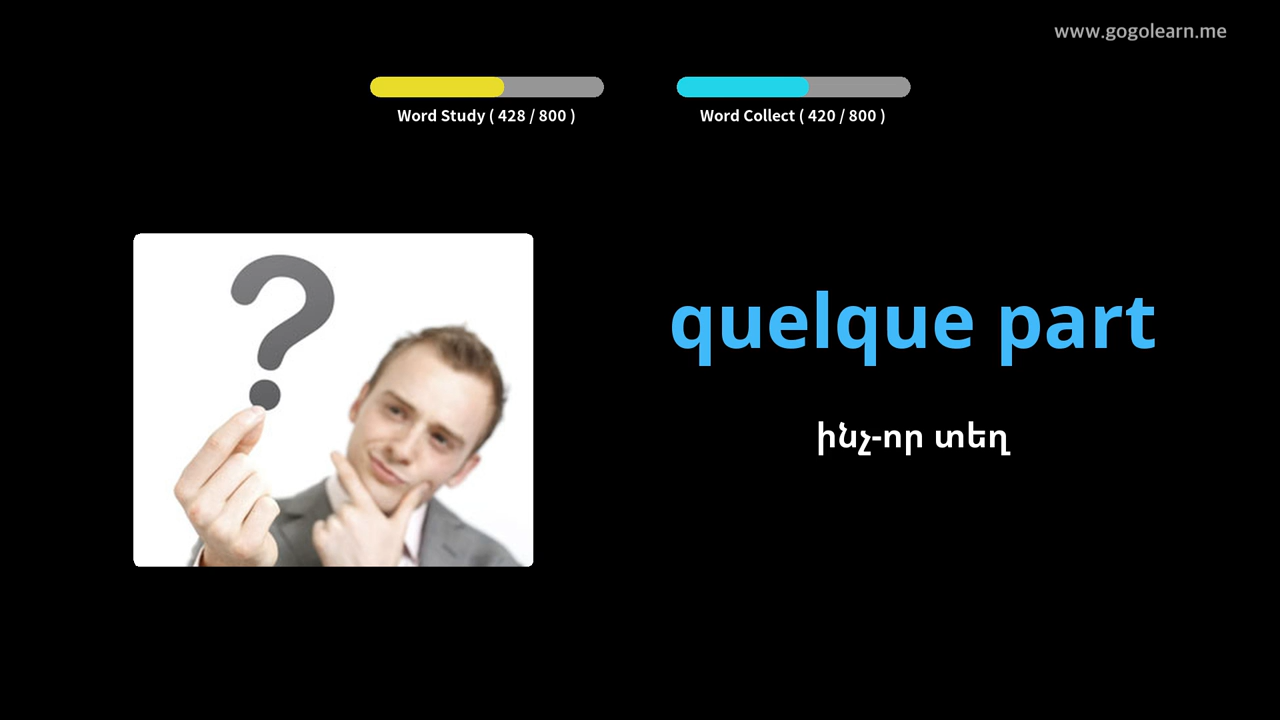 www.gogolearn.me
Word Study ( 428 / 800 )
Word Collect ( 420 / 800 )
quelque part
ինչ-որ տեղ